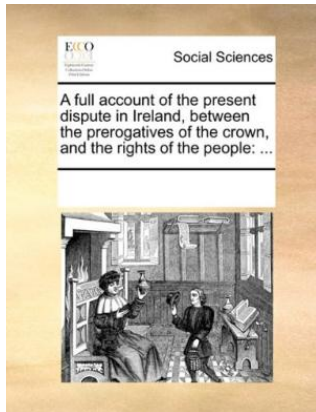 ECCO
Social Sciences
A full account of the present
dispute in Ireland, between
the prerogatives of the crown,
and the rights of the people: ...